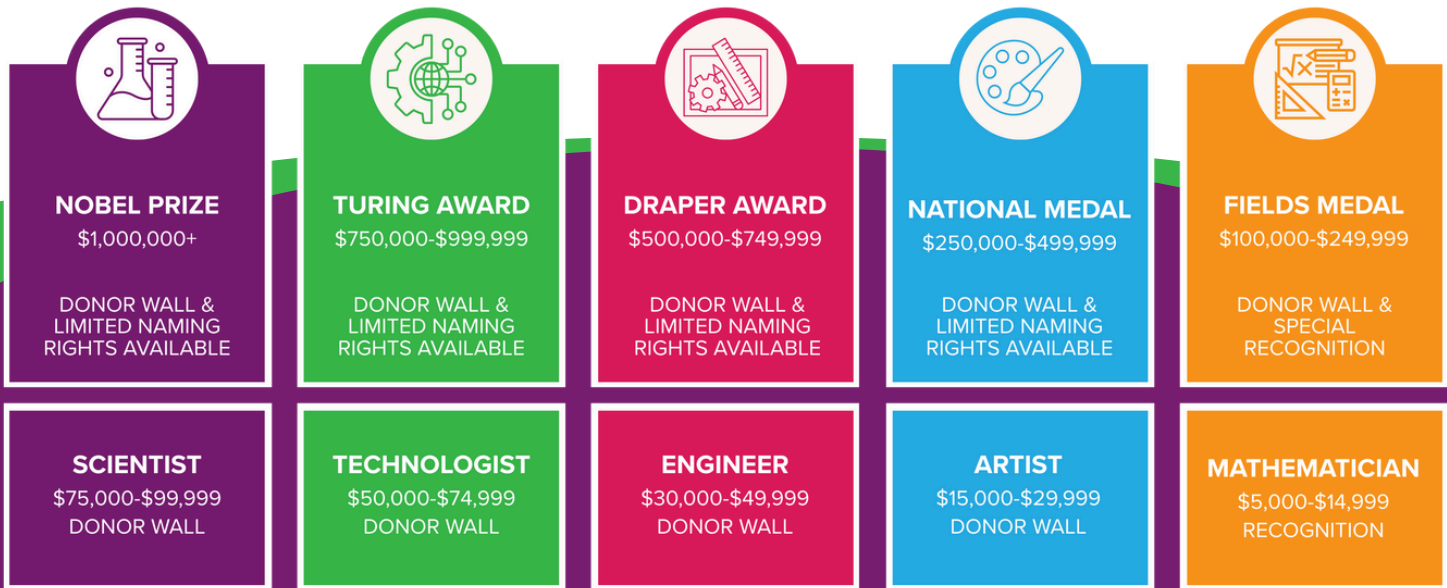 NOBEL PRIZE
$1,000,000+
DONOR WALL &
LIMITED NAMING
RIGHTS AVAILABLE
TURING AWARD
$750,000-$999,999
DONOR WALL &
LIMITED NAMING
RIGHTS AVAILABLE
DRAPER AWARD
$500,000-$749,999
DONOR WALL &
LIMITED NAMING
RIGHTS AVAILABLE
NATIONAL MEDAL
$250,000-$499,999
DONOR WALL &
LIMITED NAMING
RIGHTS AVAILABLE
√x
FIELDS MEDAL
$100,000-$249,999
DONOR WALL &
SPECIAL
RECOGNITION
SCIENTIST
$75,000-$99,999
DONOR WALL
TECHNOLOGIST
$50,000-$74,999
DONOR WALL
ENGINEER
$30,000-$49,999
DONOR WALL
ARTIST
$15,000-$29,999
DONOR WALL
MATHEMATICIAN
$5,000-$14,999
RECOGNITION